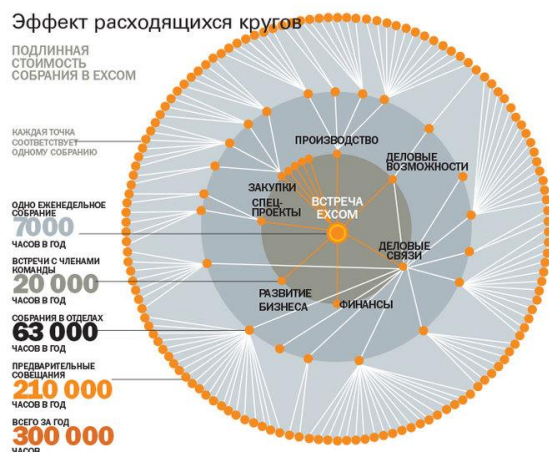 Эффект расходящихся кругов
ПОДЛИННАЯ
СТОИМОСТЬ
СОБРАНИЯ В EXCOM
КАЖДАЯ ТОЧКА
СООТВЕТСТВУЕТ
ОДНОМУ СОБРАНИЮ
ОДНО ЕЖЕНЕДЕЛЬНОЕ
СОБРАНИЕ
7000
ЧАСОВ В ГОД
ВСТРЕЧИ С ЧЛЕНАМИ
КОМАНДЫ
20 000
ЧАСОВ В ГОД
СОБРАНИЯ В ОТДЕЛАХ
63 000
ЧАСОВ В ГОД
ПРЕДВАРИТЕЛЬНЫЕ
СОВЕЩАНИЯ
210 000
ЧАСОВ В ГОД
ВСЕГО ЗА ГОД
300 000
ЧАСОВ
ПРОИЗВОДСТВО
ДЕЛОВЫЕ
ВОЗМОЖНОСТИ
ЗАКУПКИ
СПЕЦ-
ПРОЕКТЫ
ВСТРЕЧА
EXCOM
ДЕЛОВЫЕ
СВЯЗИ
РАЗВИТИЕ
БИЗНЕСА
ФИНАНСЫ